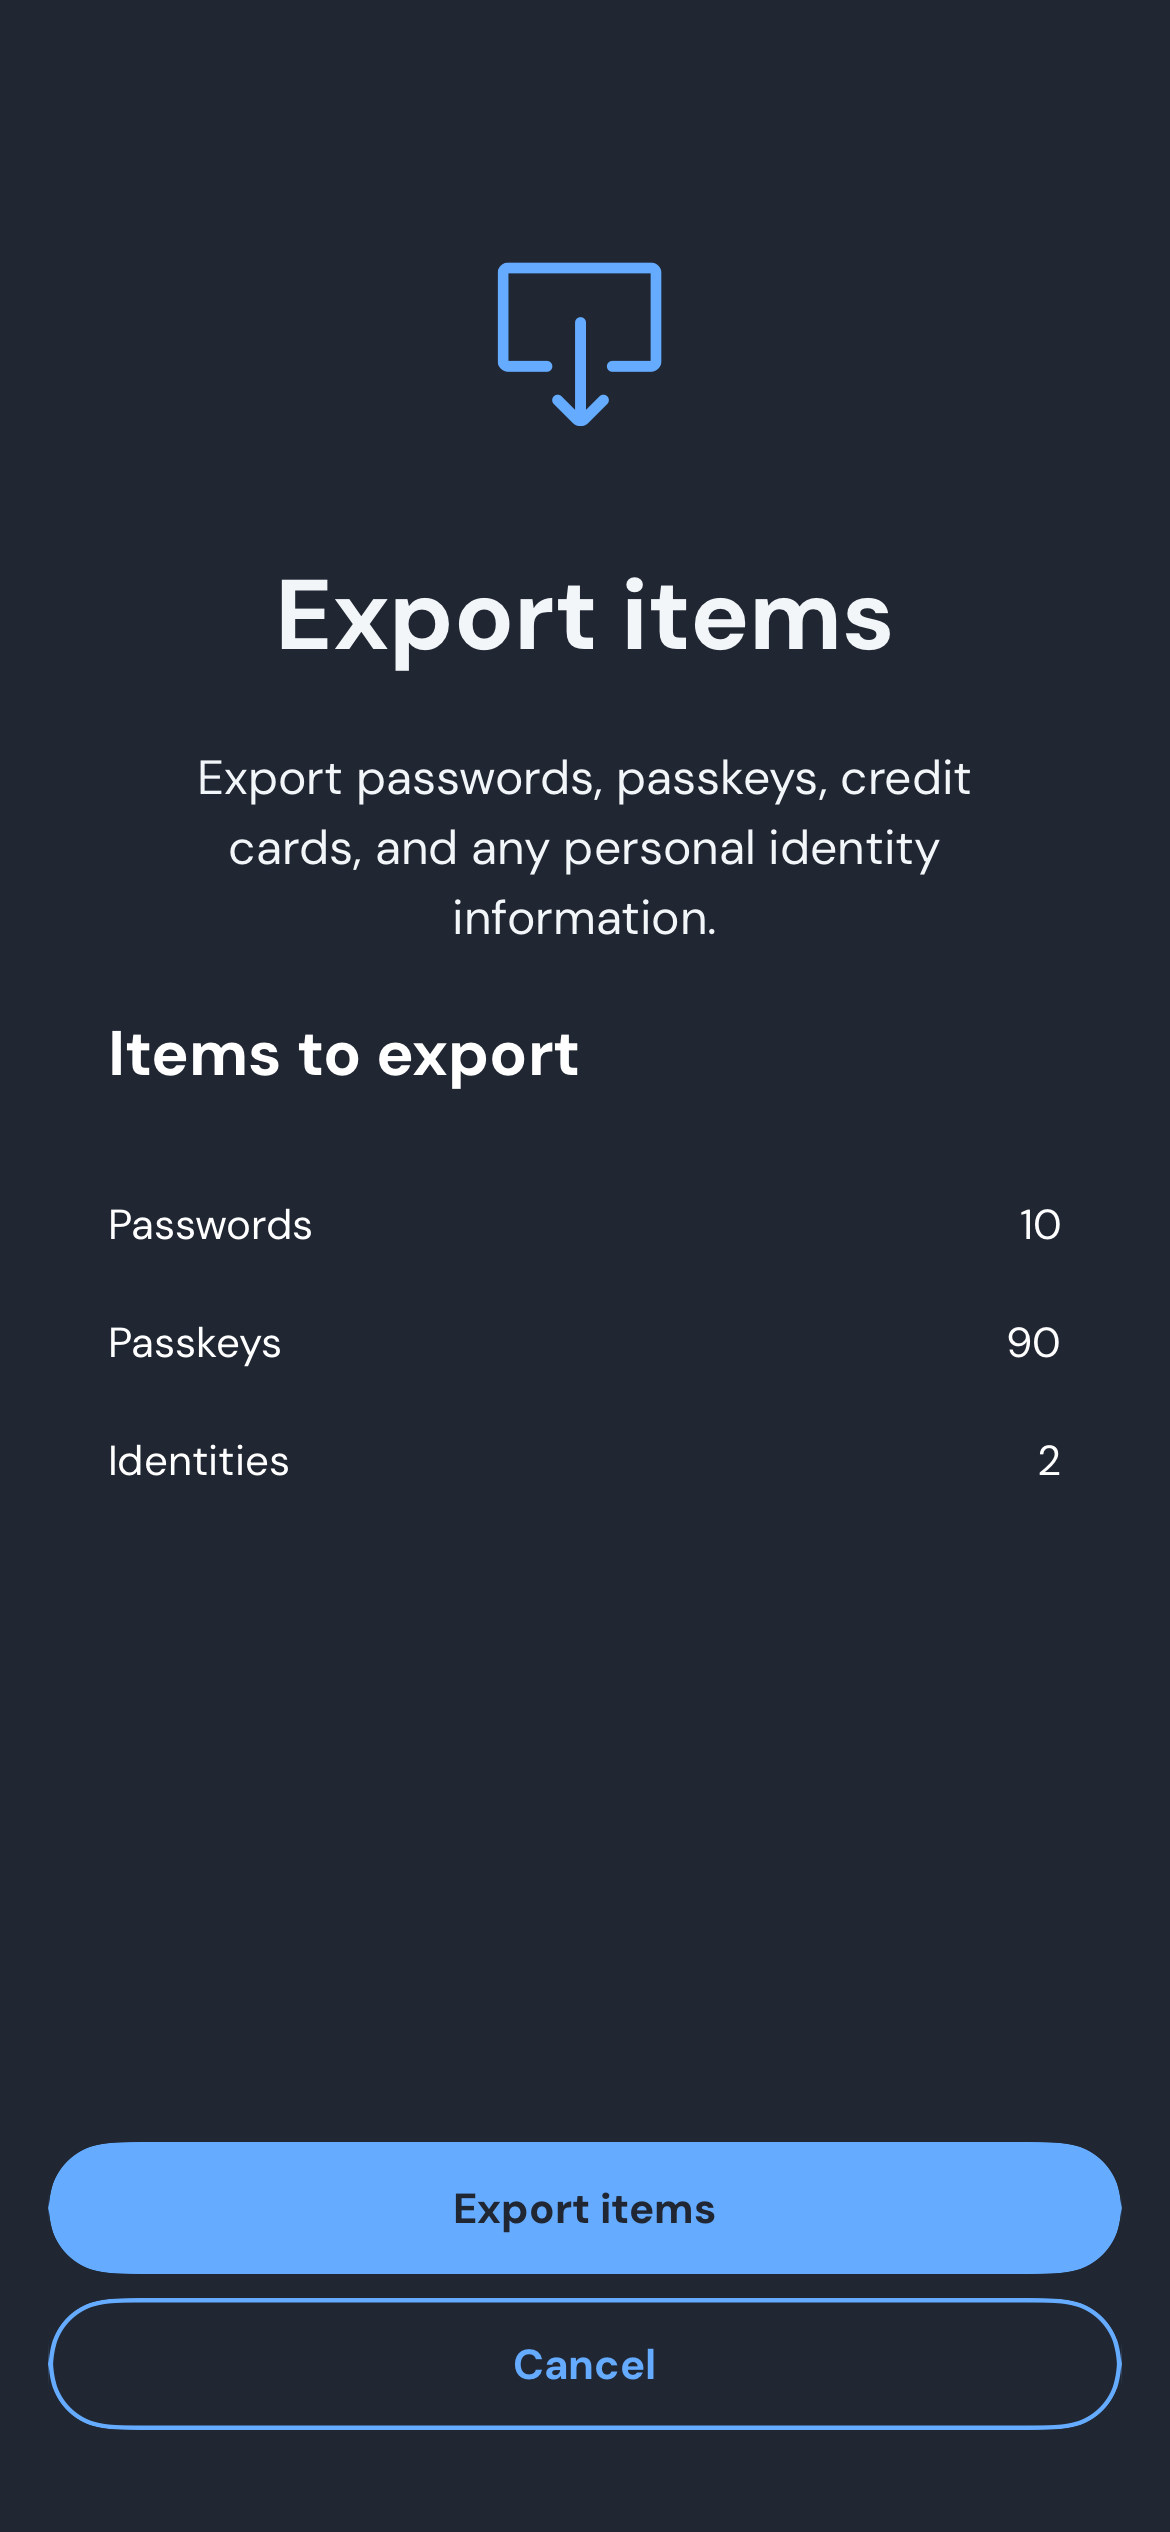 Export items
Export passwords, passkeys, credit
cards, and any personal identity
information.
Items to export
Passwords 10
Passkeys 90
Identities 2
Export items
Cancel